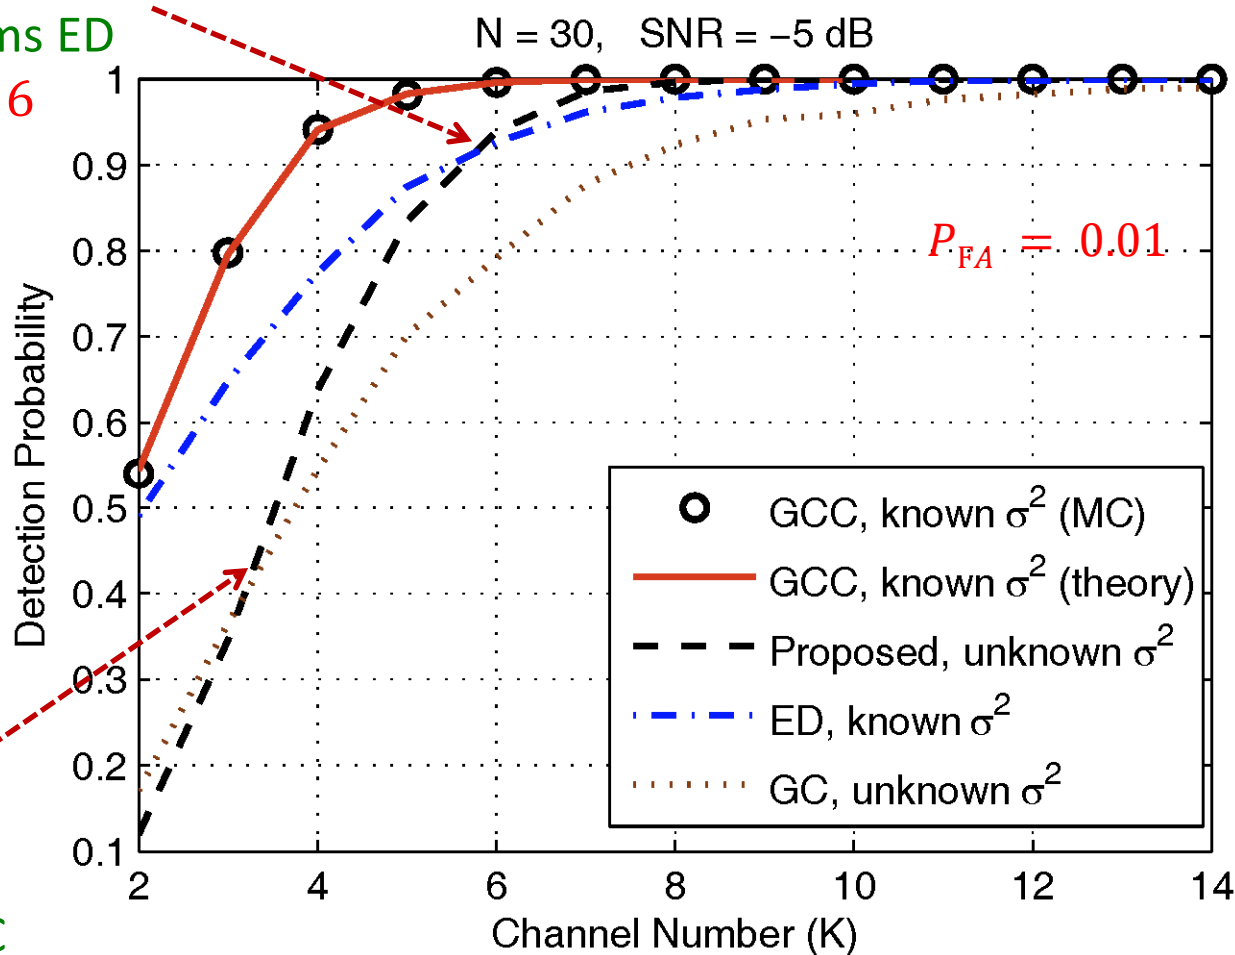 ms ED
6
N = 30,   SNR = −5 dB
1
0.9
0.8
0.7
0.6
0.5
0.4
0.3
0.2
0.1
Detection Probability
P_FA = 0.01
GCC, known σ² (MC)
GCC, known σ² (theory)
Proposed, unknown σ²
ED, known σ²
GC, unknown σ²
2 4 6 8 10 12 14
Channel Number (K)